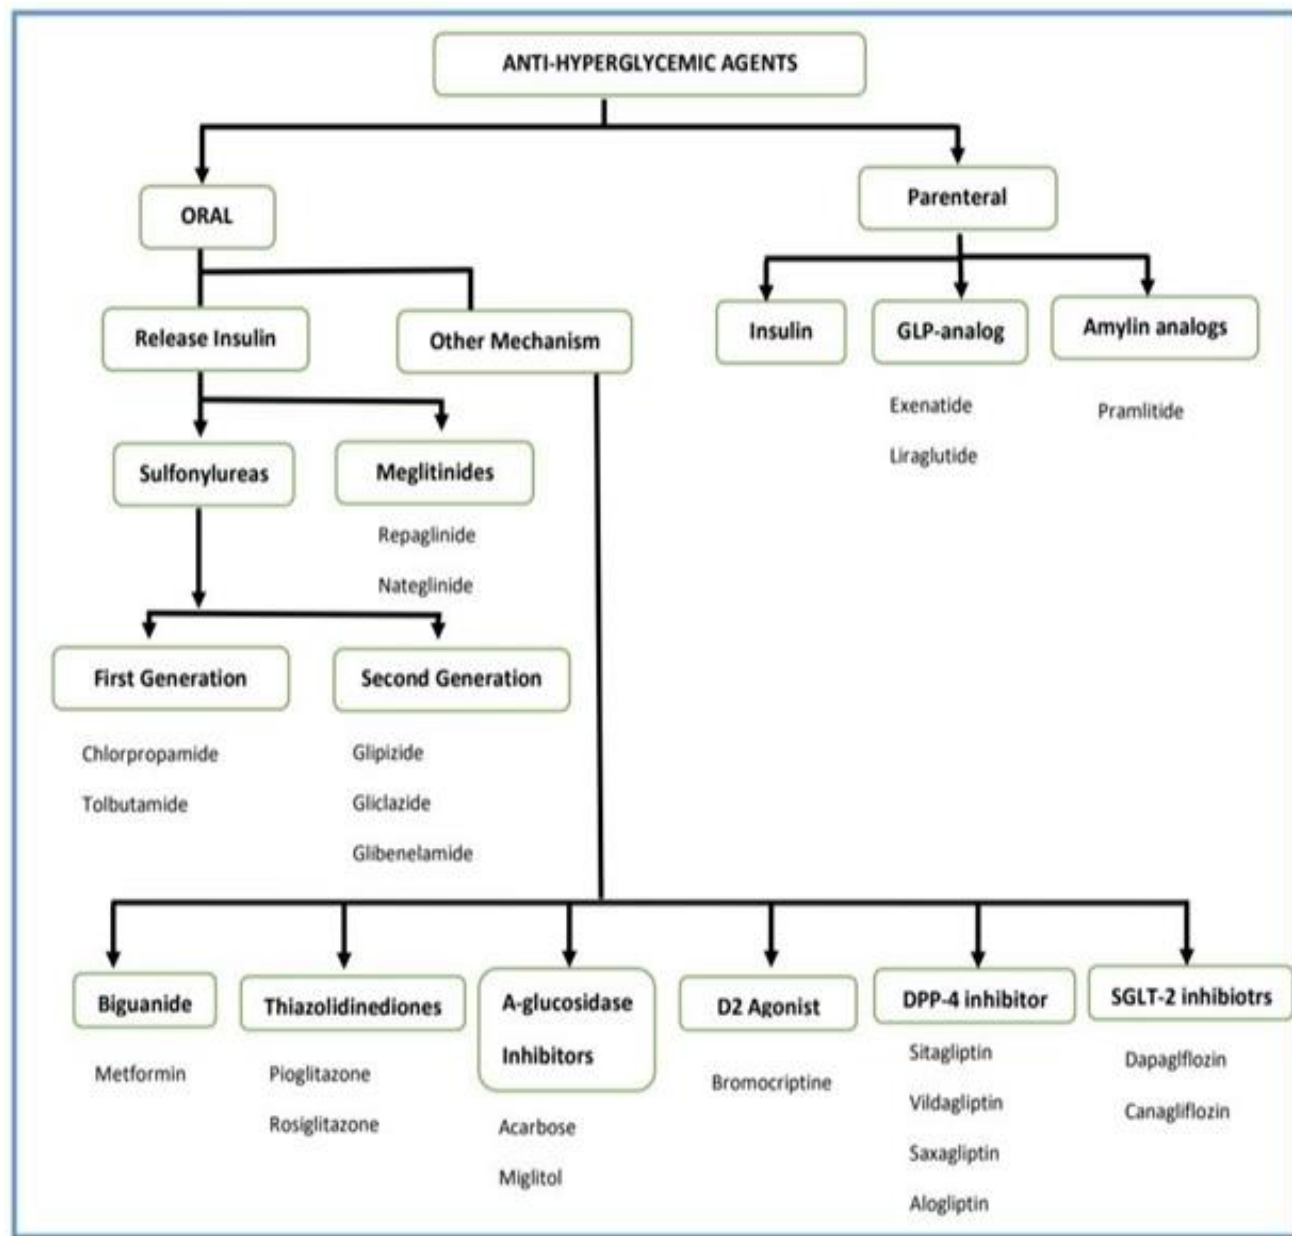 ANTI-HYPERGLYCEMIC AGENTS
ORAL
Parenteral
Release Insulin
Other Mechanism
Insulin
GLP-analog
Amylin analogs
Exenatide
Liraglutide
Pramlitide
Sulfonylureas
Meglitinides
Repaglinide
Nateglinide
First Generation
Second Generation
Chlorpropamide
Tolbutamide
Glipizide
Gliclazide
Glibenelamide
Biguanide
Metformin
Thiazolidinediones
Pioglitazone
Rosiglitazone
A-glucosidase
Inhibitors
Acarbose
Miglitol
D2 Agonist
Bromocriptine
DPP-4 inhibitor
Sitagliptin
Vildagliptin
Saxagliptin
Alogliptin
SGLT-2 inhibiotrs
Dapaglflozin
Canagliflozin